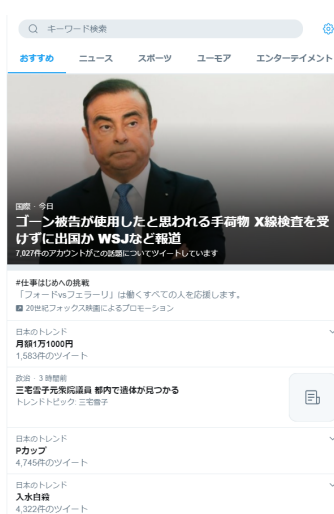 キーワード検索
おすすめ ニュース スポーツ ユーモア エンターテイメント
国際・今日
ゴーン被告が使用したと思われる手荷物 X線検査を受
けずに出国か WSJなど報道
7,027件のアカウントがこの話題についてツイートしています
#仕事はじめへの挑戦
「フォードvsフェラーリ」は働くすべての人を応援します。
20世紀フォックス映画によるプロモーション
日本のトレンド
月額1万1000円
1,583件のツイート
政治・3 時間前
三宅雪子元衆院議員 都内で遺体が見つかる
トレンドトピック: 三宅雪子
日本のトレンド
Pカップ
4,745件のツイート
日本のトレンド
入水自殺
4,322件のツイート